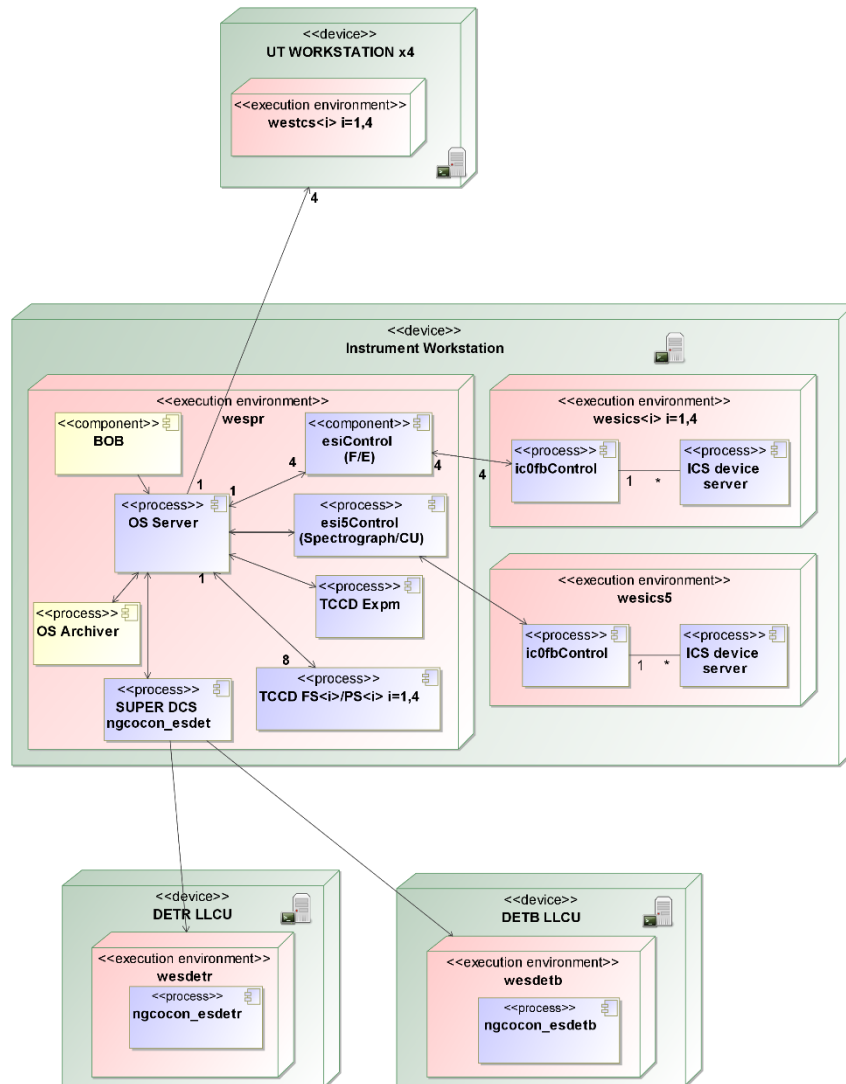 <<device>>
UT WORKSTATION x4
<<execution environment>>
westcs<i> i=1,4
4
<<device>>
Instrument Workstation
<<execution environment>>
wespr
<<component>>
BOB
<<component>>
esiControl
(F/E)
4
4
1
1
<<process>>
OS Server
<<process>>
esi5Control
(Spectrograph/CU)
1
<<process>>
TCCD Expm
<<process>>
OS Archiver
8
<<process>>
TCCD FS<i>/PS<i> i=1,4
<<process>>
SUPER DCS
ngcocon_esdet
<<execution environment>>
wesics<i> i=1,4
4
<<process>>
ic0fbControl
1 *
<<process>>
ICS device
server
<<execution environment>>
wesics5
<<process>>
ic0fbControl
1 *
<<process>>
ICS device
server
<<device>>
DETR LLCU
<<execution environment>>
wesdetr
<<process>>
ngcocon_esdetr
<<device>>
DETB LLCU
<<execution environment>>
wesdetb
<<process>>
ngcocon_esdetb